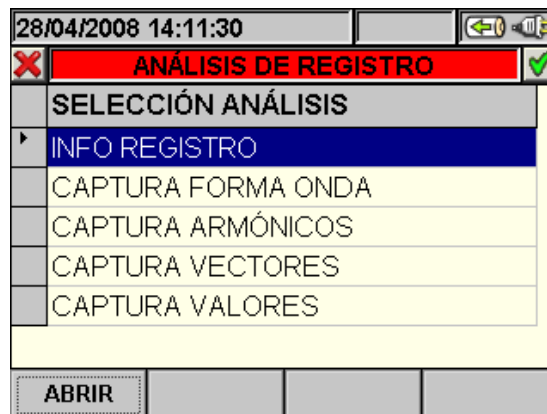 28/04/2008 14:11:30
ANÁLISIS DE REGISTRO
SELECCIÓN ANÁLISIS
INFO REGISTRO
CAPTURA FORMA ONDA
CAPTURA ARMÓNICOS
CAPTURA VECTORES
CAPTURA VALORES
ABRIR